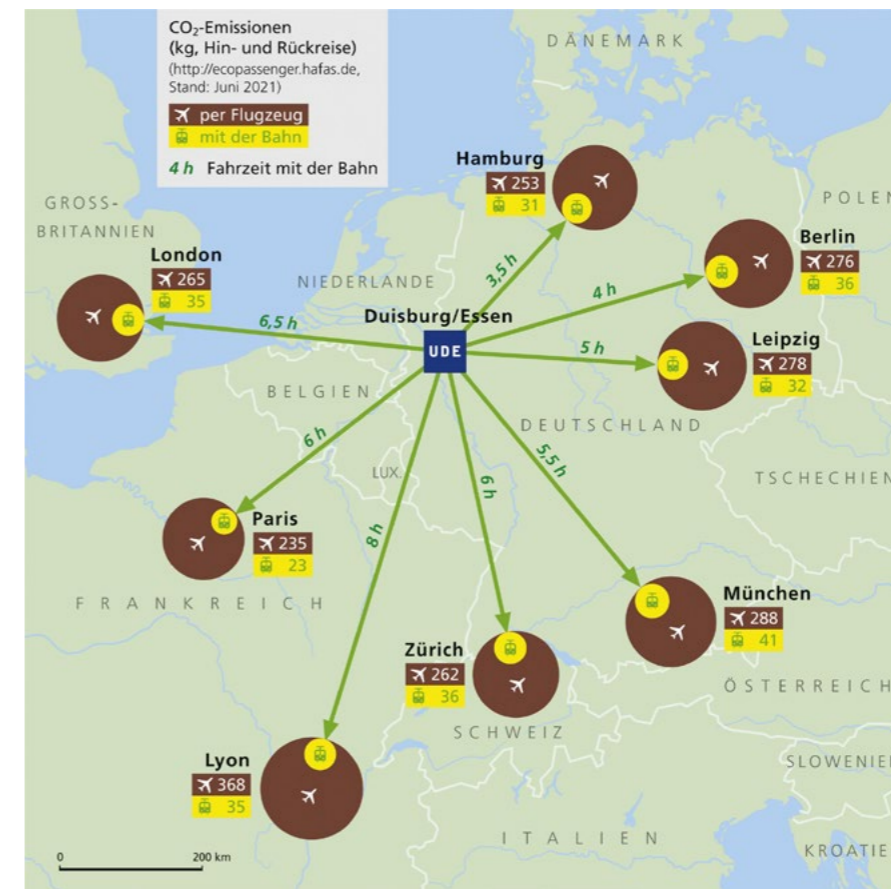 CO₂-Emissionen
(kg, Hin- und Rückreise)
(http://ecopassenger.hafas.de,
Stand: Juni 2021)
per Flugzeug
mit der Bahn
4 h Fahrzeit mit der Bahn
DÄNEMARK
GROSS-
BRITANNIEN
POLEN
NIEDERLANDE
BELGIEN
LUX.
DEUTSCHLAND
TSCHECHIEN
FRANKREICH
SCHWEIZ
ÖSTERREICH
SLOWENIEN
ITALIEN
KROATIE
Duisburg/Essen
UDE
Hamburg
253
31
3,5 h
Berlin
276
36
4 h
Leipzig
278
32
5 h
München
288
41
5,5 h
Zürich
262
36
6 h
Lyon
368
35
8 h
Paris
235
23
6 h
London
265
35
6,5 h
0 200 km